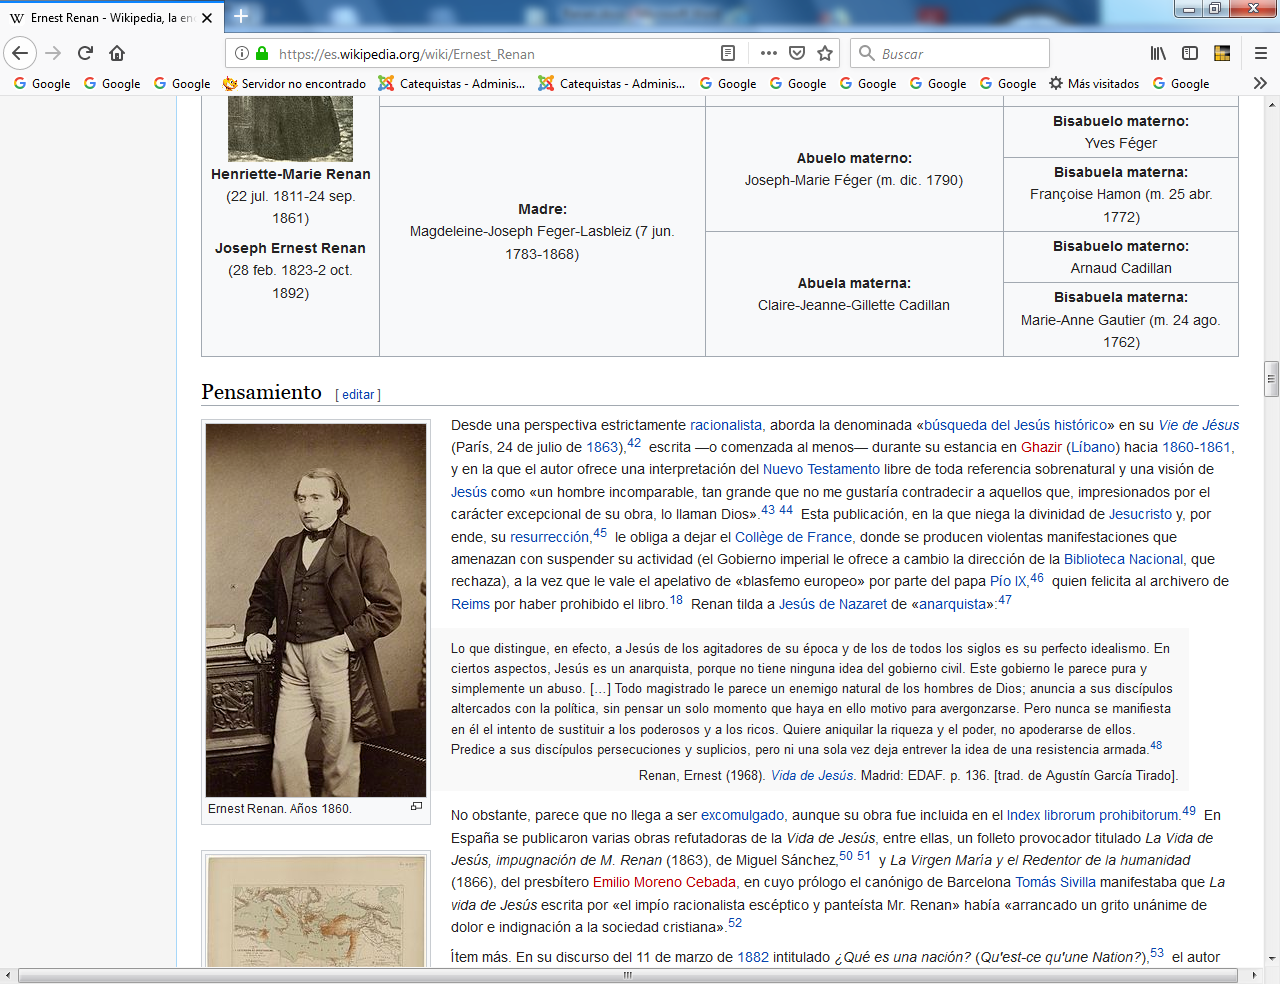 Ernest Renan - Wikipedia, la en
https://es.wikipedia.org/wiki/Ernest_Renan
Buscar
Google
Google
Google
Servidor no encontrado
Catequistas - Adminis...
Catequistas - Adminis...
Google
Google
Google
Google
Google
Más visitados
Google
Henriette-Marie Renan
(22 jul. 1811-24 sep.
1861)
Joseph Ernest Renan
(28 feb. 1823-2 oct.
1892)
Madre:
Magdeleine-Joseph Feger-Lasbleiz (7 jun.
1783-1868)
Abuelo materno:
Joseph-Marie Féger (m. dic. 1790)
Abuela materna:
Claire-Jeanne-Gillette Cadillan
Bisabuelo materno:
Yves Féger
Bisabuela materna:
Françoise Hamon (m. 25 abr.
1772)
Bisabuelo materno:
Arnaud Cadillan
Bisabuela materna:
Marie-Anne Gautier (m. 24 ago.
1762)
Pensamiento [ editar ]
Desde una perspectiva estrictamente racionalista, aborda la denominada «búsqueda del Jesús histórico» en su Vie de Jésus
(París, 24 de julio de 1863),42 escrita —o comenzada al menos— durante su estancia en Ghazir (Líbano) hacia 1860-1861,
y en la que el autor ofrece una interpretación del Nuevo Testamento libre de toda referencia sobrenatural y una visión de
Jesús como «un hombre incomparable, tan grande que no me gustaría contradecir a aquellos que, impresionados por el
carácter excepcional de su obra, lo llaman Dios».43 44 Esta publicación, en la que niega la divinidad de Jesucristo y, por
ende, su resurrección,45 le obliga a dejar el Collège de France, donde se producen violentas manifestaciones que
amenazan con suspender su actividad (el Gobierno imperial le ofrece a cambio la dirección de la Biblioteca Nacional, que
rechaza), a la vez que le vale el apelativo de «blasfemo europeo» por parte del papa Pío IX,46 quien felicita al archivero de
Reims por haber prohibido el libro.18 Renan tilda a Jesús de Nazaret de «anarquista»:47
Lo que distingue, en efecto, a Jesús de los agitadores de su época y de los de todos los siglos es su perfecto idealismo. En
ciertos aspectos, Jesús es un anarquista, porque no tiene ninguna idea del gobierno civil. Este gobierno le parece pura y
simplemente un abuso. [...] Todo magistrado le parece un enemigo natural de los hombres de Dios; anuncia a sus discípulos
altercados con la política, sin pensar un solo momento que haya en ello motivo para avergonzarse. Pero nunca se manifiesta
en él el intento de sustituir a los poderosos y a los ricos. Quiere aniquilar la riqueza y el poder, no apoderarse de ellos.
Predice a sus discípulos persecuciones y suplicios, pero ni una sola vez deja entrever la idea de una resistencia armada.48
Renan, Ernest (1968). Vida de Jesús. Madrid: EDAF. p. 136. [trad. de Agustín García Tirado].
Ernest Renan. Años 1860.
No obstante, parece que no llega a ser excomulgado, aunque su obra fue incluida en el Index librorum prohibitorum.49 En
España se publicaron varias obras refutadoras de la Vida de Jesús, entre ellas, un folleto provocador titulado La Vida de
Jesús, impugnación de M. Renan (1863), de Miguel Sánchez,50 51 y La Virgen María y el Redentor de la humanidad
(1866), del presbítero Emilio Moreno Cebada, en cuyo prólogo el canónigo de Barcelona Tomás Sivilla manifestaba que La
vida de Jesús escrita por «el impío racionalista escéptico y panteísta Mr. Renan» había «arrancado un grito unánime de
dolor e indignación a la sociedad cristiana».52
Ítem más. En su discurso del 11 de marzo de 1882 intitulado ¿Qué es una nación? (Qu'est-ce qu'une Nation?),53 el autor